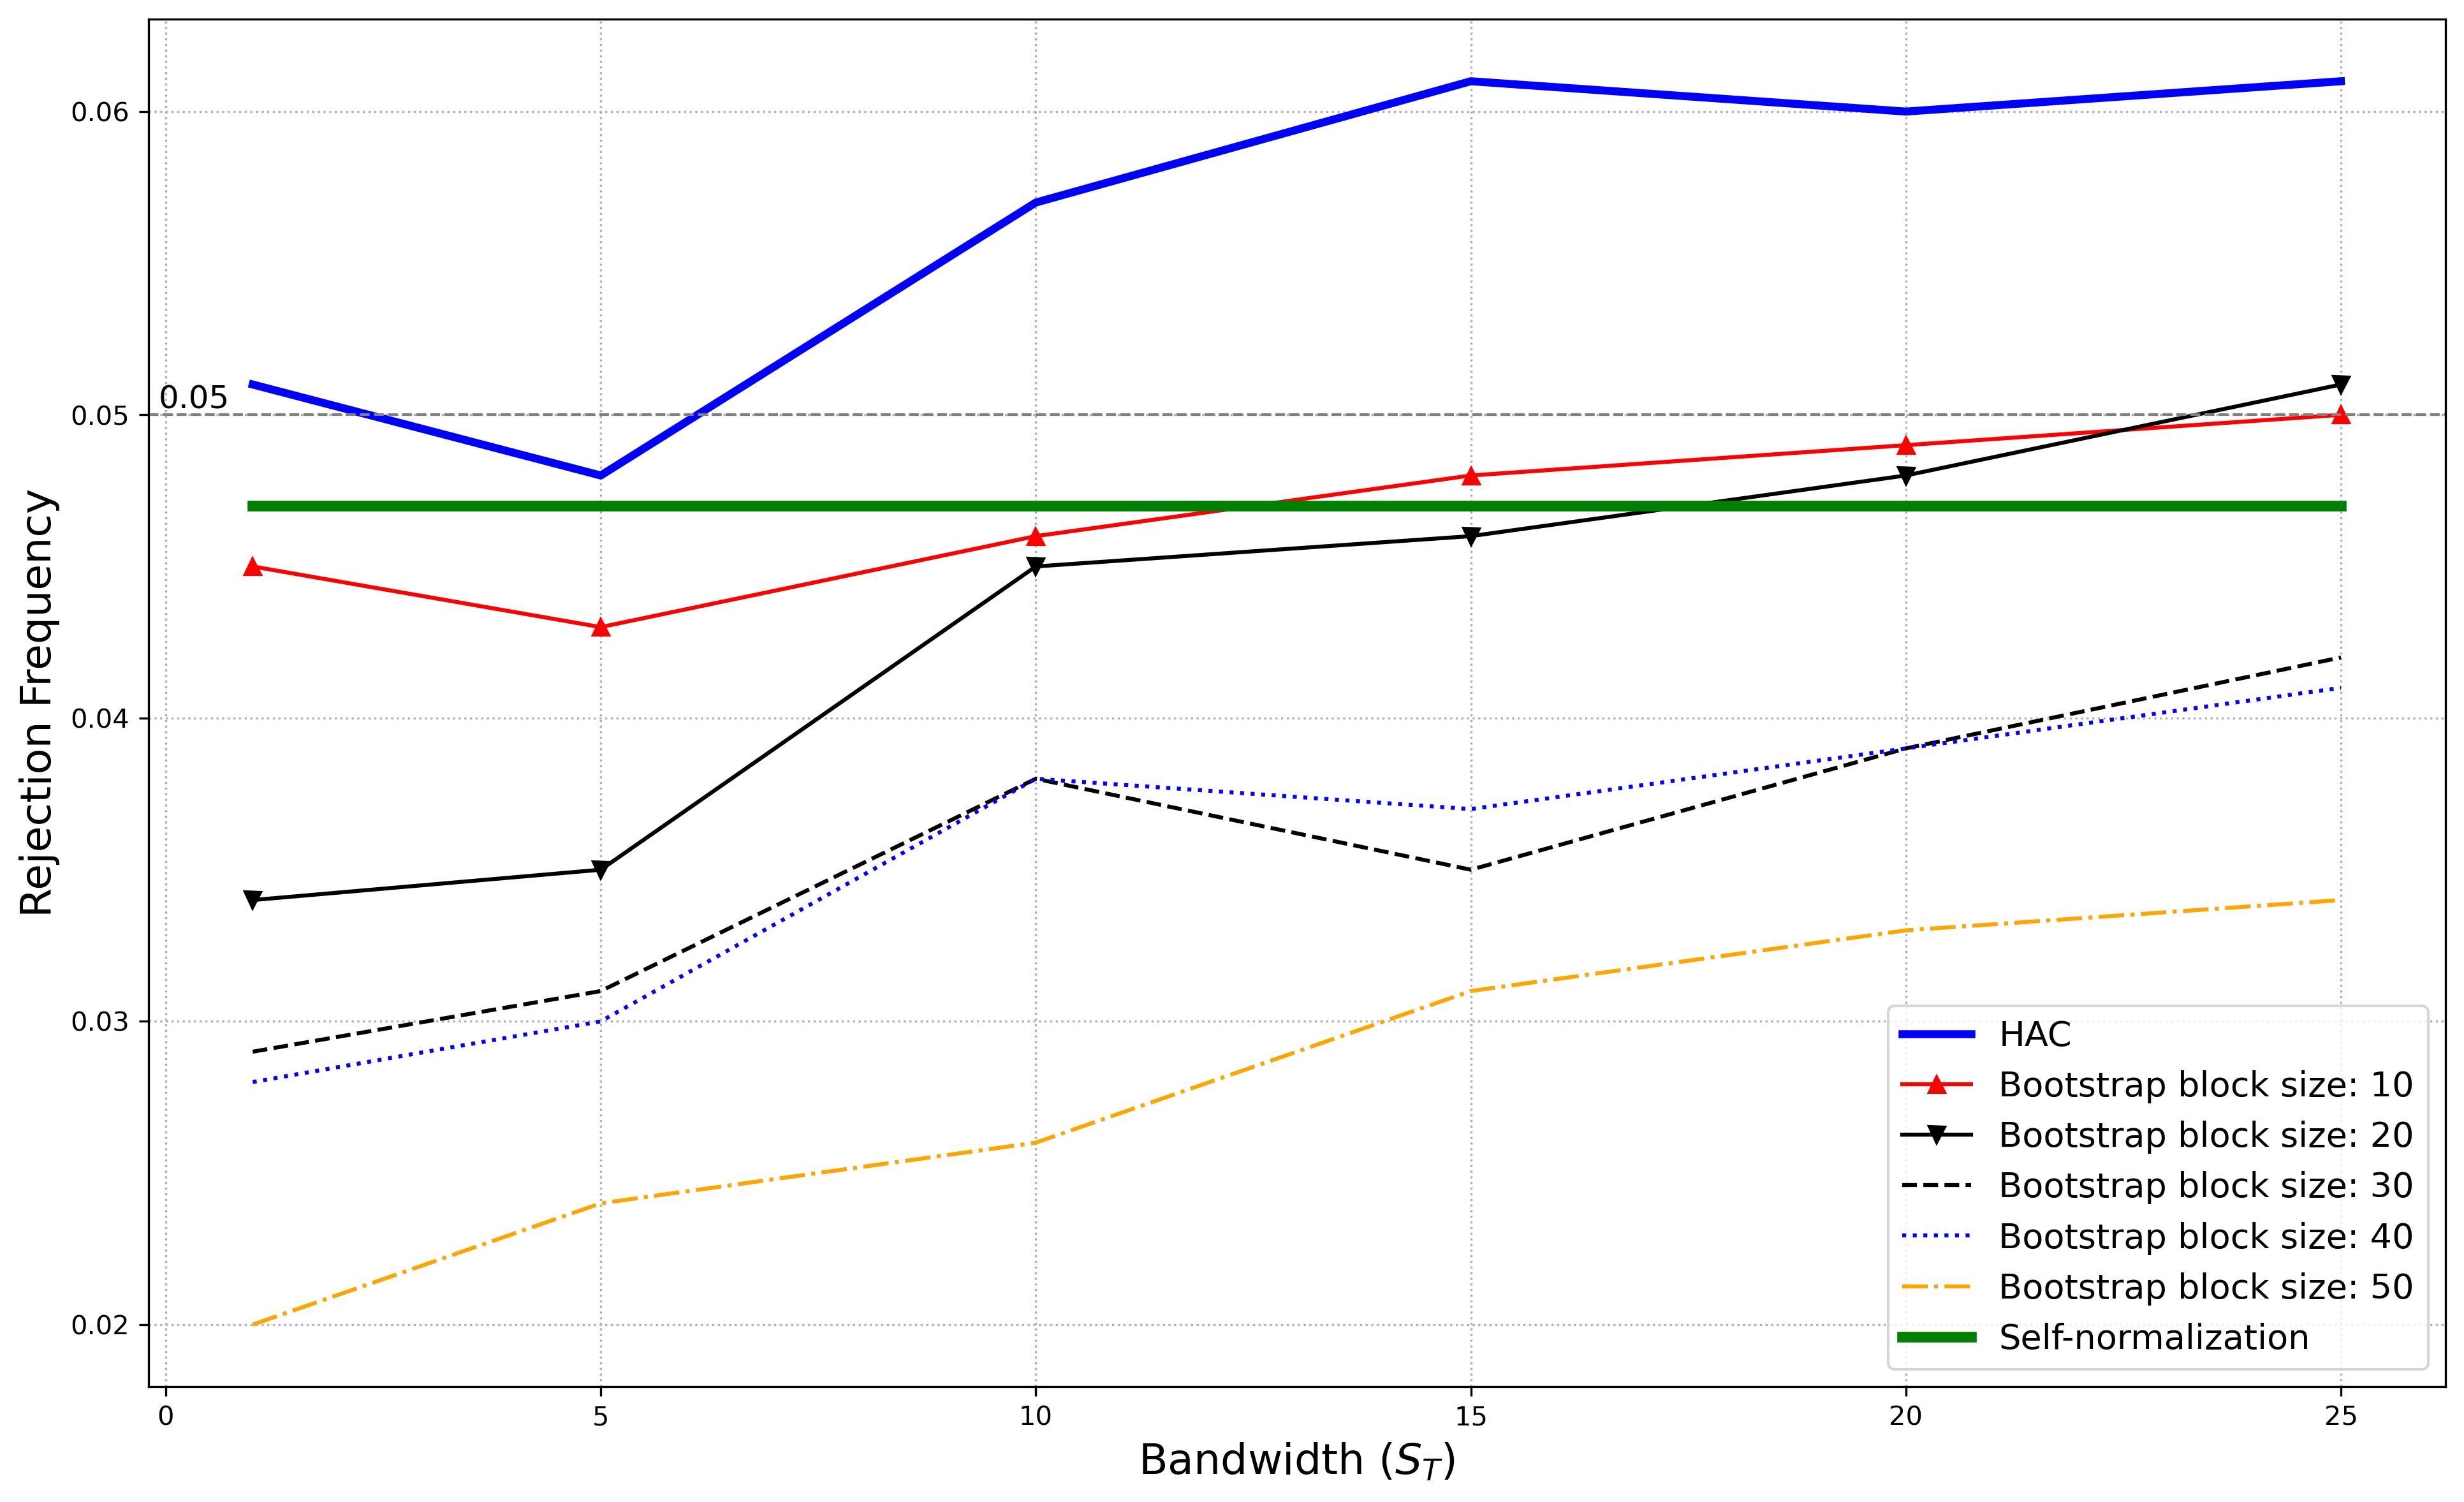 0.06
0.05
0.05
0.04
0.03
0.02
Rejection Frequency
0 5 10 15 20 25
Bandwidth (S_T)
HAC
Bootstrap block size: 10
Bootstrap block size: 20
Bootstrap block size: 30
Bootstrap block size: 40
Bootstrap block size: 50
Self-normalization